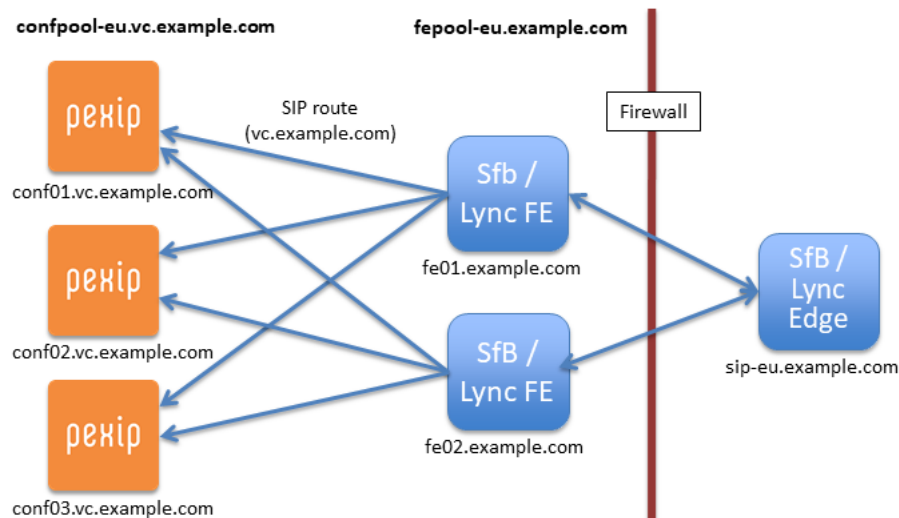 confpool-eu.vc.example.com
fepool-eu.example.com
pexip
conf01.vc.example.com
SIP route
(vc.example.com)
Sfb /
Lync FE
fe01.example.com
Firewall
pexip
conf02.vc.example.com
SfB /
Lync
Edge
sip-eu.example.com
SfB /
Lync FE
fe02.example.com
pexip
conf03.vc.example.com